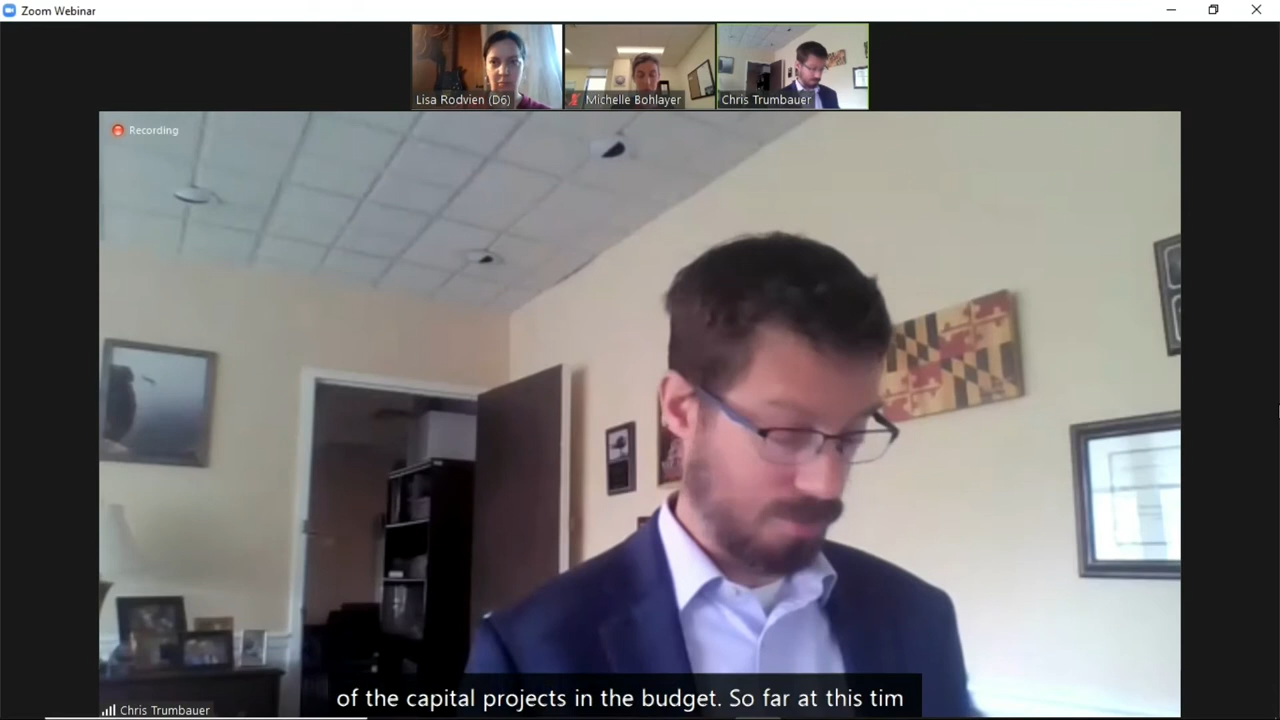 Zoom Webinar
Lisa Rodvien (D6)
Michelle Bohlayer
Chris Trumbauer
Recording
of the capital projects in the budget. So far at this tim
Chris Trumbauer